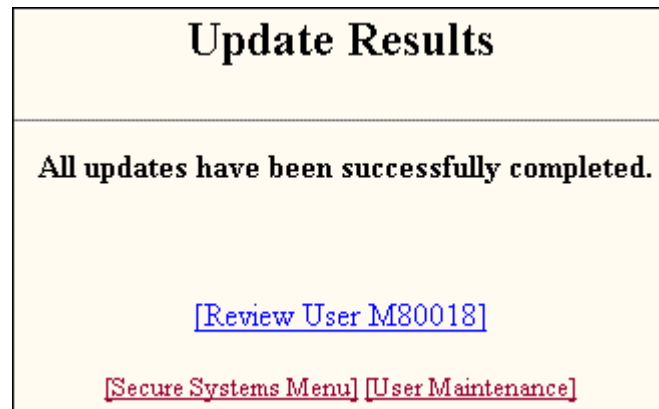 Update Results
All updates have been successfully completed.
[Review User M80018]
[Secure Systems Menu] [User Maintenance]